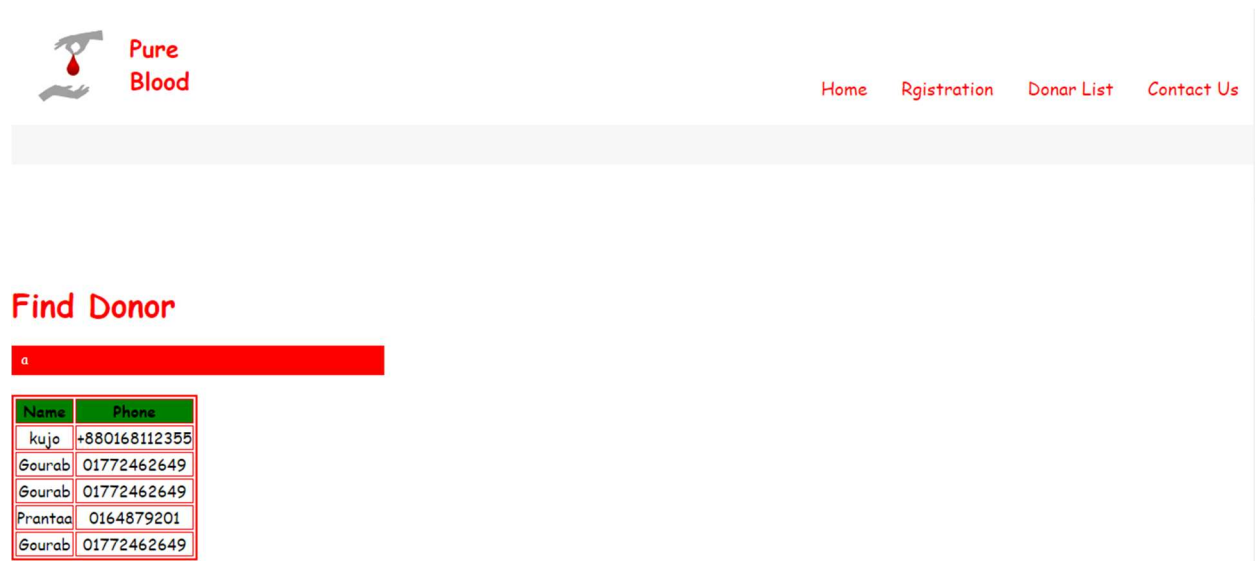 Pure
Blood
Home Rgistration Donar List Contact Us
Find Donor
a
Name Phone
kujo +880168112355
Gourab 01772462649
Gourab 01772462649
Prantaa 0164879201
Gourab 01772462649